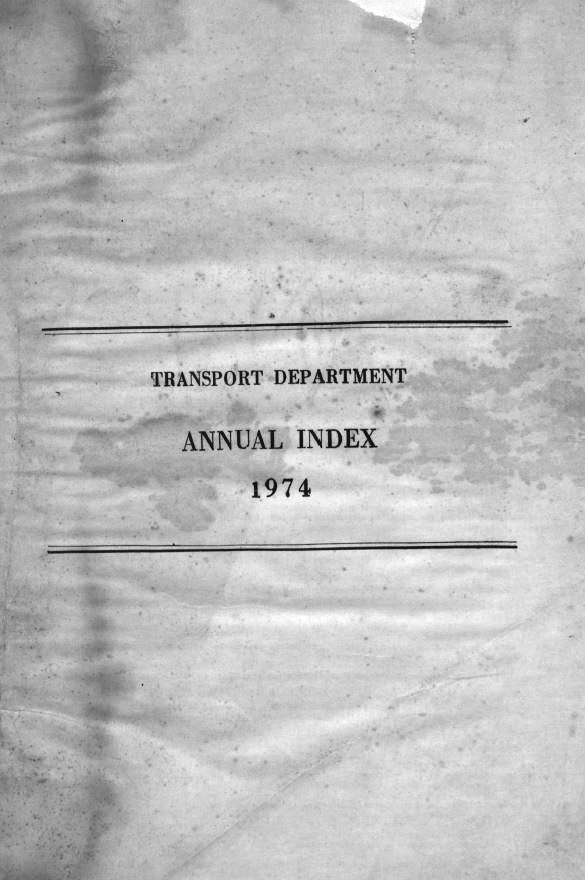 TRANSPORT DEPARTMENT
ANNUAL INDEX
1974